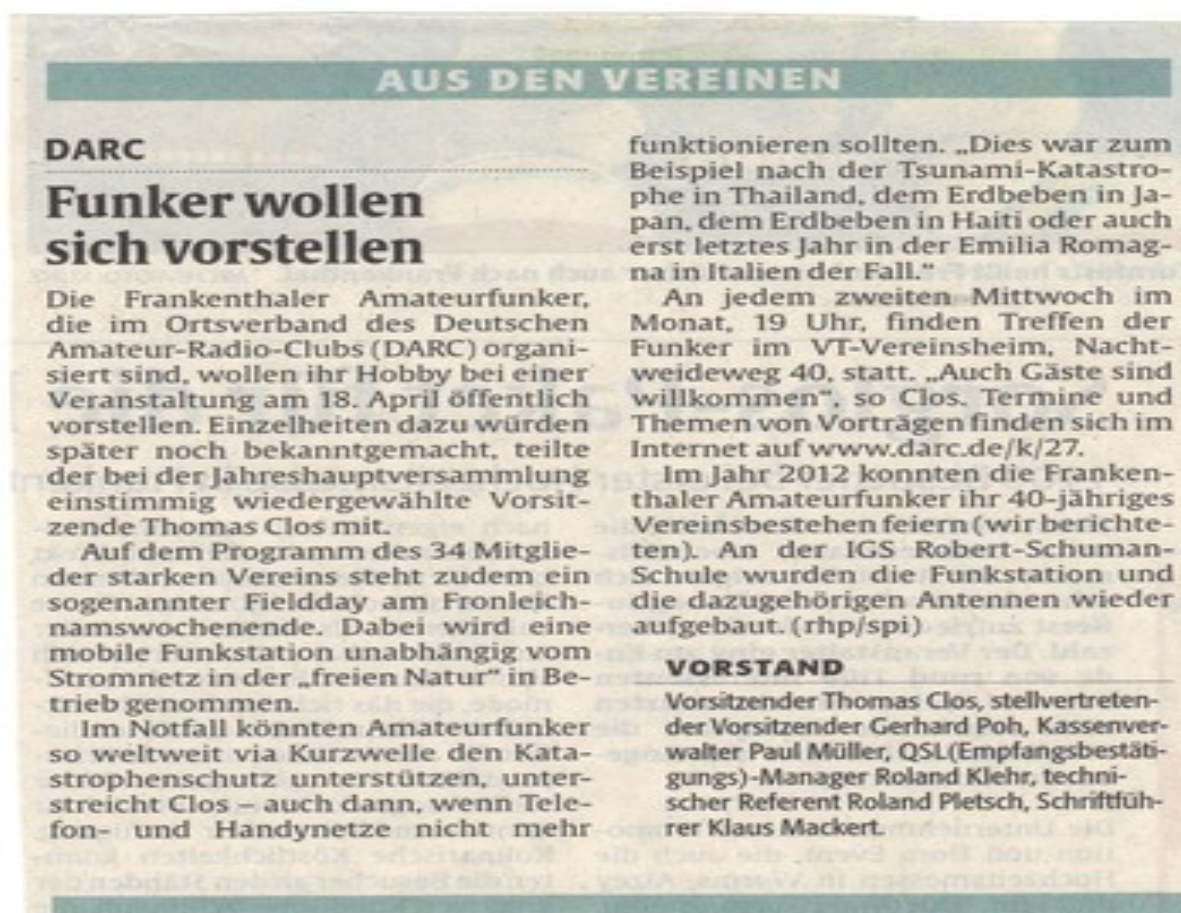 AUS DEN VEREINEN
DARC
Funker wollen
sich vorstellen
Die Frankenthaler Amateurfunker,
die im Ortsverband des Deutschen
Amateur-Radio-Clubs (DARC) organi-
siert sind, wollen ihr Hobby bei einer
Veranstaltung am 18. April öffentlich
vorstellen. Einzelheiten dazu würden
später noch bekanntgemacht, teilte
der bei der Jahreshauptversammlung
einstimmig wiedergewählte Vorsit-
zende Thomas Clos mit.
Auf dem Programm des 34 Mitglie-
der starken Vereins steht zudem ein
sogenannter Fieldday am Fronleich-
namswochenende. Dabei wird eine
mobile Funkstation unabhängig vom
Stromnetz in der „freien Natur“ in Be-
trieb genommen.
Im Notfall könnten Amateurfunker
so weltweit via Kurzwelle den Kata-
strophenschutz unterstützen, unter-
streicht Clos – auch dann, wenn Tele-
fon- und Handynetze nicht mehr
funktionieren sollten. „Dies war zum
Beispiel nach der Tsunami-Katastro-
phe in Thailand, dem Erdbeben in Ja-
pan, dem Erdbeben in Haiti oder auch
erst letztes Jahr in der Emilia Romag-
na in Italien der Fall.“
An jedem zweiten Mittwoch im
Monat, 19 Uhr, finden Treffen der
Funker im VT-Vereinsheim, Nacht-
weideweg 40, statt. „Auch Gäste sind
willkommen“, so Clos. Termine und
Themen von Vorträgen finden sich im
Internet auf www.darc.de/k/27.
Im Jahr 2012 konnten die Franken-
thaler Amateurfunker ihr 40-jähriges
Vereinsbestehen feiern (wir berichte-
ten). An der IGS Robert-Schuman-
Schule wurden die Funkstation und
die dazugehörigen Antennen wieder
aufgebaut. (rhp/spi)
VORSTAND
Vorsitzender Thomas Clos, stellvertreten-
der Vorsitzender Gerhard Poh, Kassenver-
walter Paul Müller, QSL(Empfangsbestäti-
gungs)-Manager Roland Klehr, techni-
scher Referent Roland Pletsch, Schriftfüh-
rer Klaus Mackert.